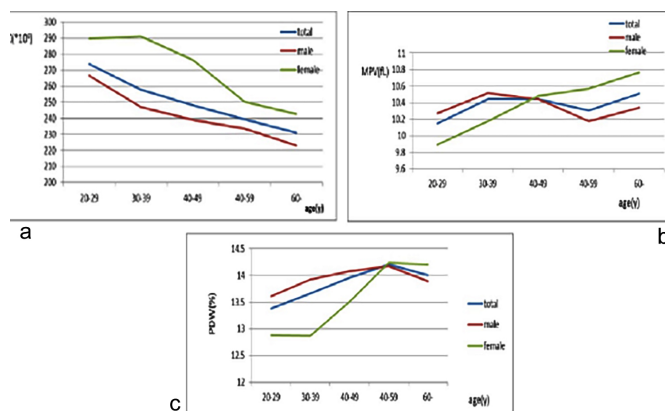 300
290
280
270
260
250
240
230
220
210
200
20-29 30-39 40-49 40-59 60-
age(y)
total
male
female
a
MPV(fL)
11
10.8
10.6
10.4
10.2
10
9.8
9.6
20-29 30-39 40-49 40-59 60-
age(y)
total
male
female
b
PDW(%)
14.5
14
13.5
13
12.5
12
20-29 30-39 40-49 40-59 60-
age(y)
total
male
female
c